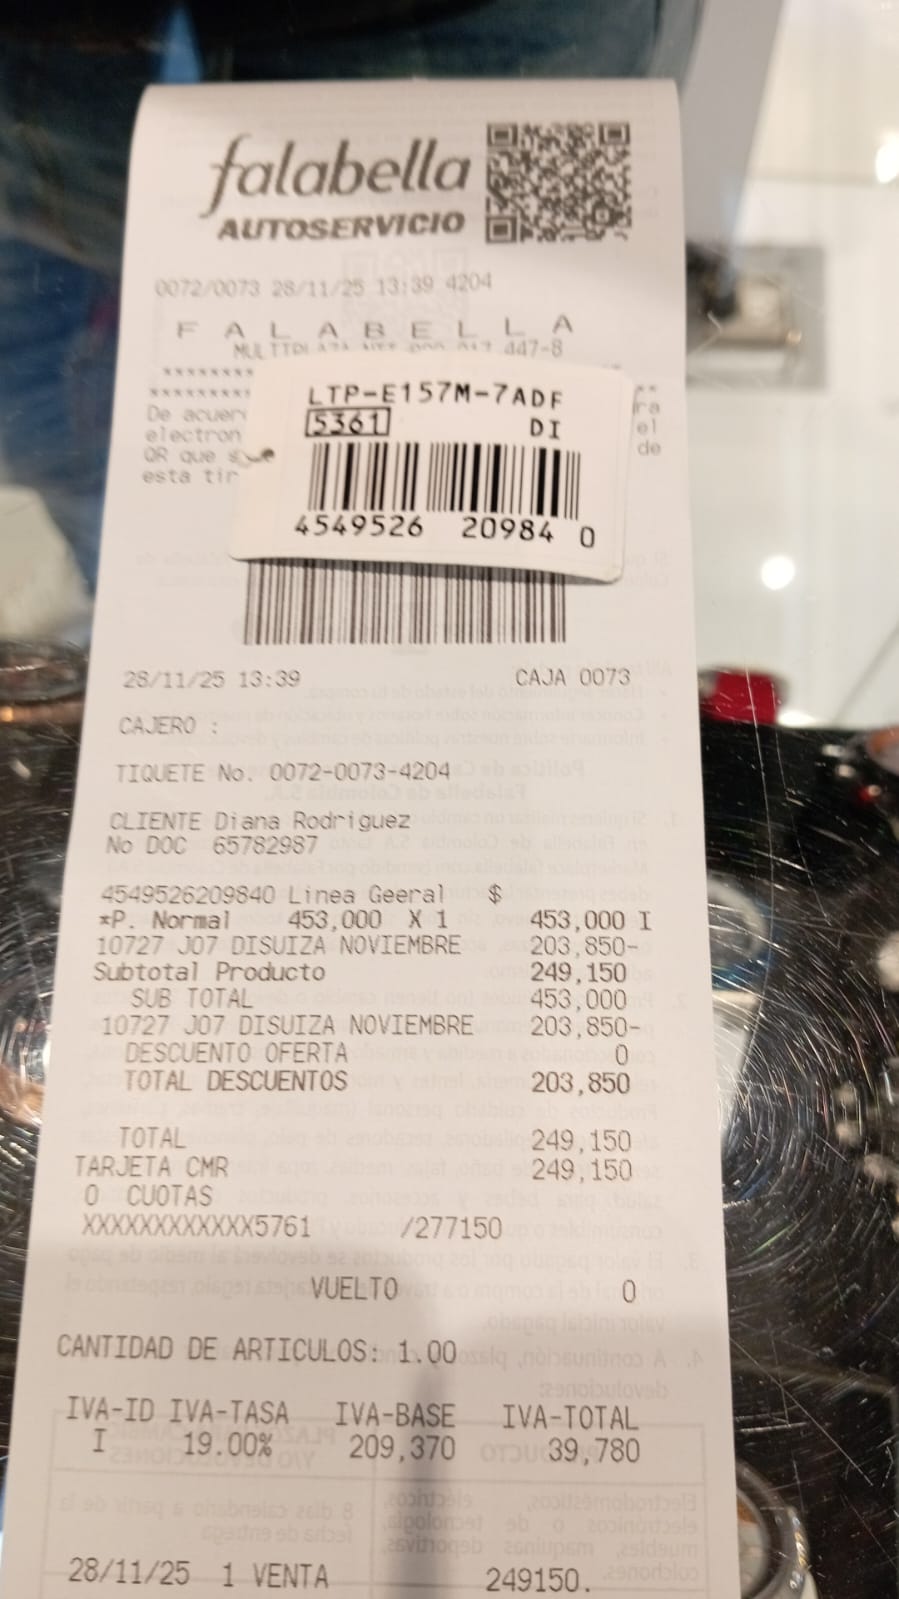 falabella
AUTOSERVICIO
0072/0073 28/11/25 13:39 4204
F A L A B E L L A
447-8
LTP-E157M-7ADF
5361 DI
4549526 20984 0
De acuer
electron el
QR que de
esta tir
28/11/25 13:39 CAJA 0073
CAJERO :
TIQUETE No. 0072-0073-4204
CLIENTE Diana Rodriguez
No DOC 65782987
4549526209840 Linea Geeral $
*P. Normal 453,000 X 1 453,000 I
10727 J07 DISUIZA NOVIEMBRE 203,850-
Subtotal Producto 249,150
SUB TOTAL 453,000
10727 J07 DISUIZA NOVIEMBRE 203,850-
DESCUENTO OFERTA 0
TOTAL DESCUENTOS 203,850
TOTAL 249,150
TARJETA CMR 249,150
0 CUOTAS
XXXXXXXXXXXX5761 /277150
VUELTO 0
CANTIDAD DE ARTICULOS: 1.00
IVA-ID IVA-TASA IVA-BASE IVA-TOTAL
I 19.00% 209,370 39,780
28/11/25 1 VENTA 249150.